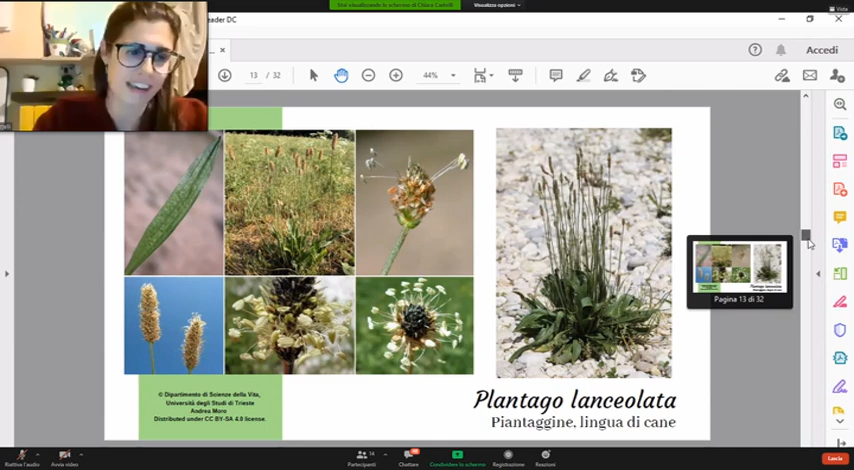 Stai visualizzando lo schermo di Chiara
Visualizza opzioni
Vista
eader DC
Accedi
13 / 32
44%
Plantago lanceolata
Piantaggine, lingua di cane
© Dipartimento di Scienze della Vita,
Università degli Studi di Trieste
Andrea Moro
Distributed under CC BY-SA 4.0 license.
Pagina 13 di 32
Riattiva l'audio
Avvia video
Partecipanti
14
Chattare
Condividere lo schermo
Registrazione
Reazioni
Lascia